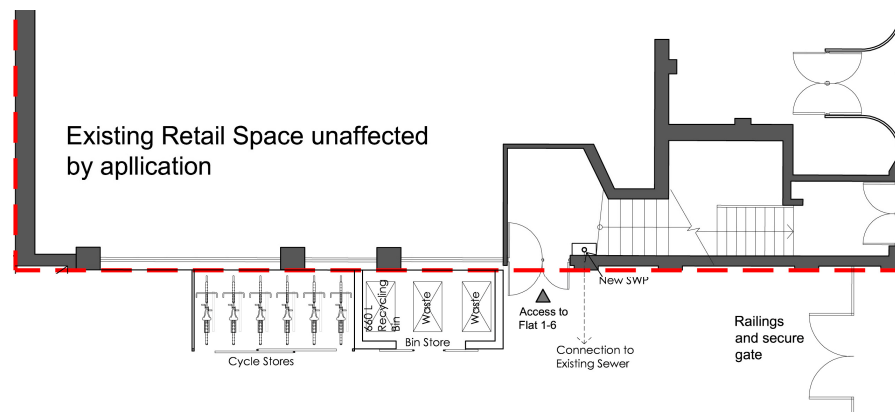 Existing Retail Space unaffected
by apllication
660 L
Recycling
Bin
Waste
Waste
Bin Store
Cycle Stores
New SWP
Access to
Flat 1-6
Connection to
Existing Sewer
Railings
and secure
gate